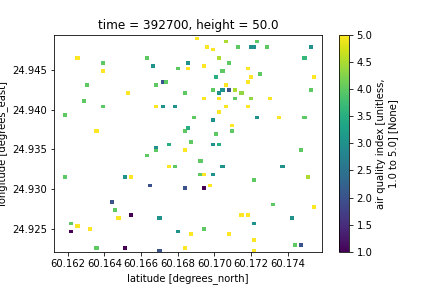 time = 392700, height = 50.0
24.945
24.940
24.935
24.930
24.925
longitude [degrees_east]
60.162 60.164 60.166 60.168 60.170 60.172 60.174
latitude [degrees_north]
5.0
4.5
4.0
3.5
3.0
2.5
2.0
1.5
1.0
air quality index [unitless,
1.0 to 5.0] [None]